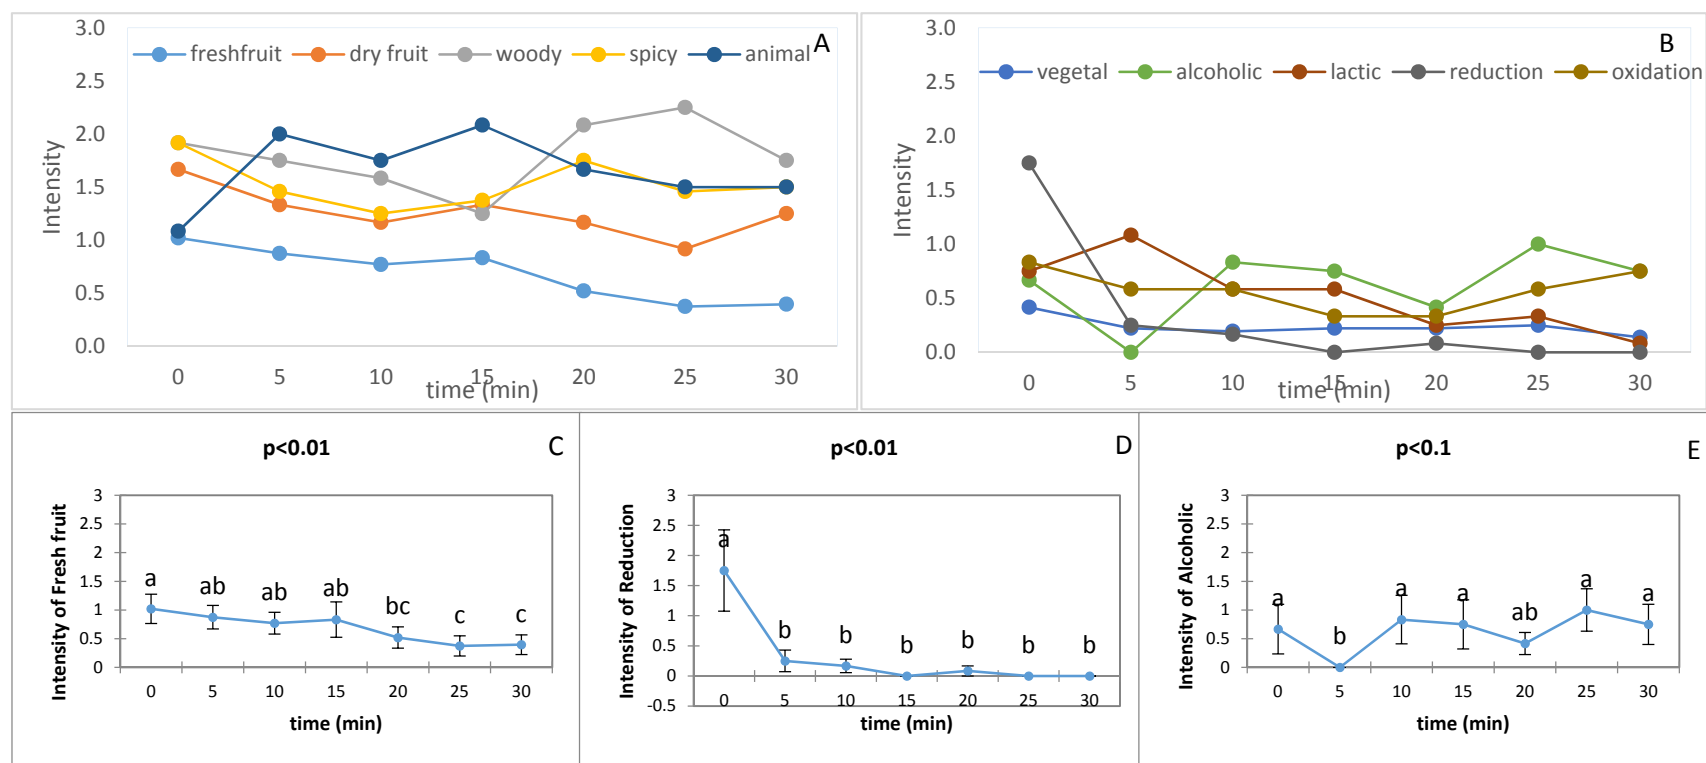 A
freshfruit dry fruit woody spicy animal
3.0
2.5
2.0
1.5
1.0
0.5
0.0
Intensity
0 5 10 15 20 25 30
time (min)
B
vegetal alcoholic lactic reduction oxidation
3.0
2.5
2.0
1.5
1.0
0.5
0.0
Intensity
0 5 10 15 20 25 30
time (min)
p<0.01
C
3
2.5
2
1.5
1
0.5
0
Intensity of Fresh fruit
a ab ab ab bc c c
0 5 10 15 20 25 30
time (min)
p<0.01
D
3
2.5
2
1.5
1
0.5
0
-0.5
Intensity of Reduction
a b b b b b b
0 5 10 15 20 25 30
time (min)
p<0.1
E
3
2.5
2
1.5
1
0.5
0
Intensity of Alcoholic
a b a a ab a a
0 5 10 15 20 25 30
time (min)